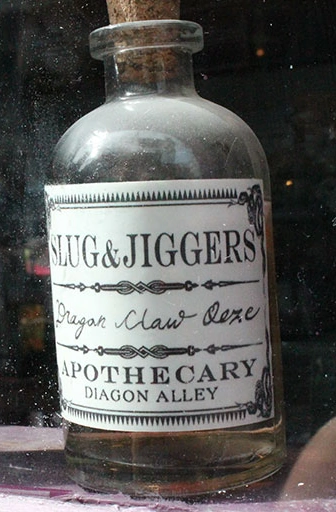 SLUG & JIGGERS
Dragon Claw Ooze
APOTHECARY
DIAGON ALLEY